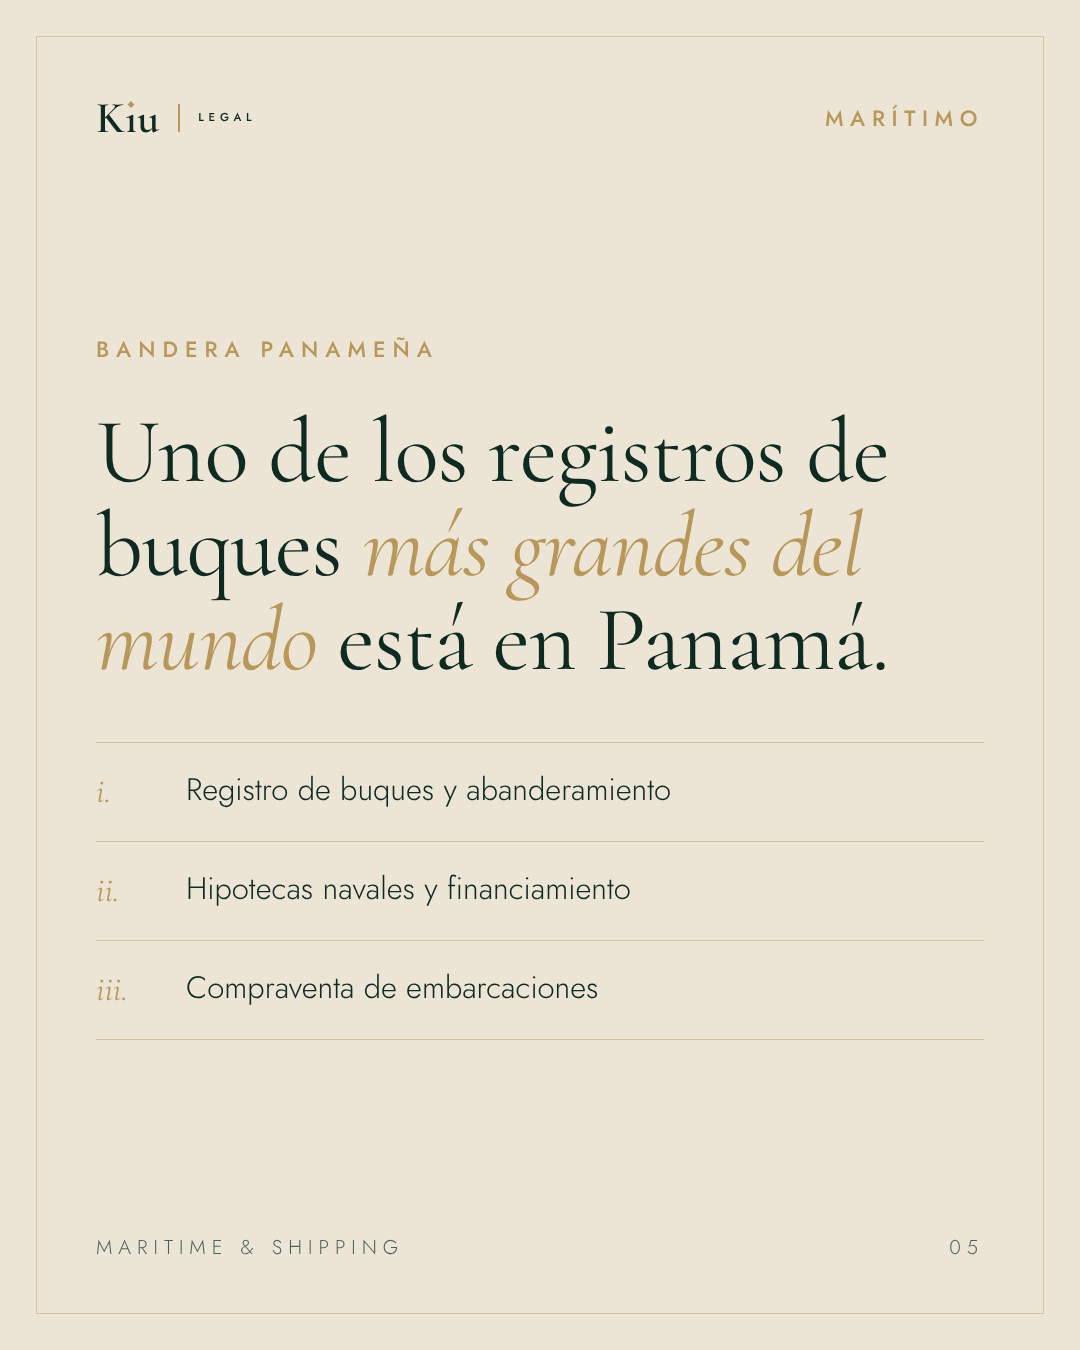 Kiu | LEGAL
MARÍTIMO
BANDERA PANAMEÑA
Uno de los registros de
buques más grandes del
mundo está en Panamá.
i. Registro de buques y abanderamiento
ii. Hipotecas navales y financiamiento
iii. Compraventa de embarcaciones
MARITIME & SHIPPING
05